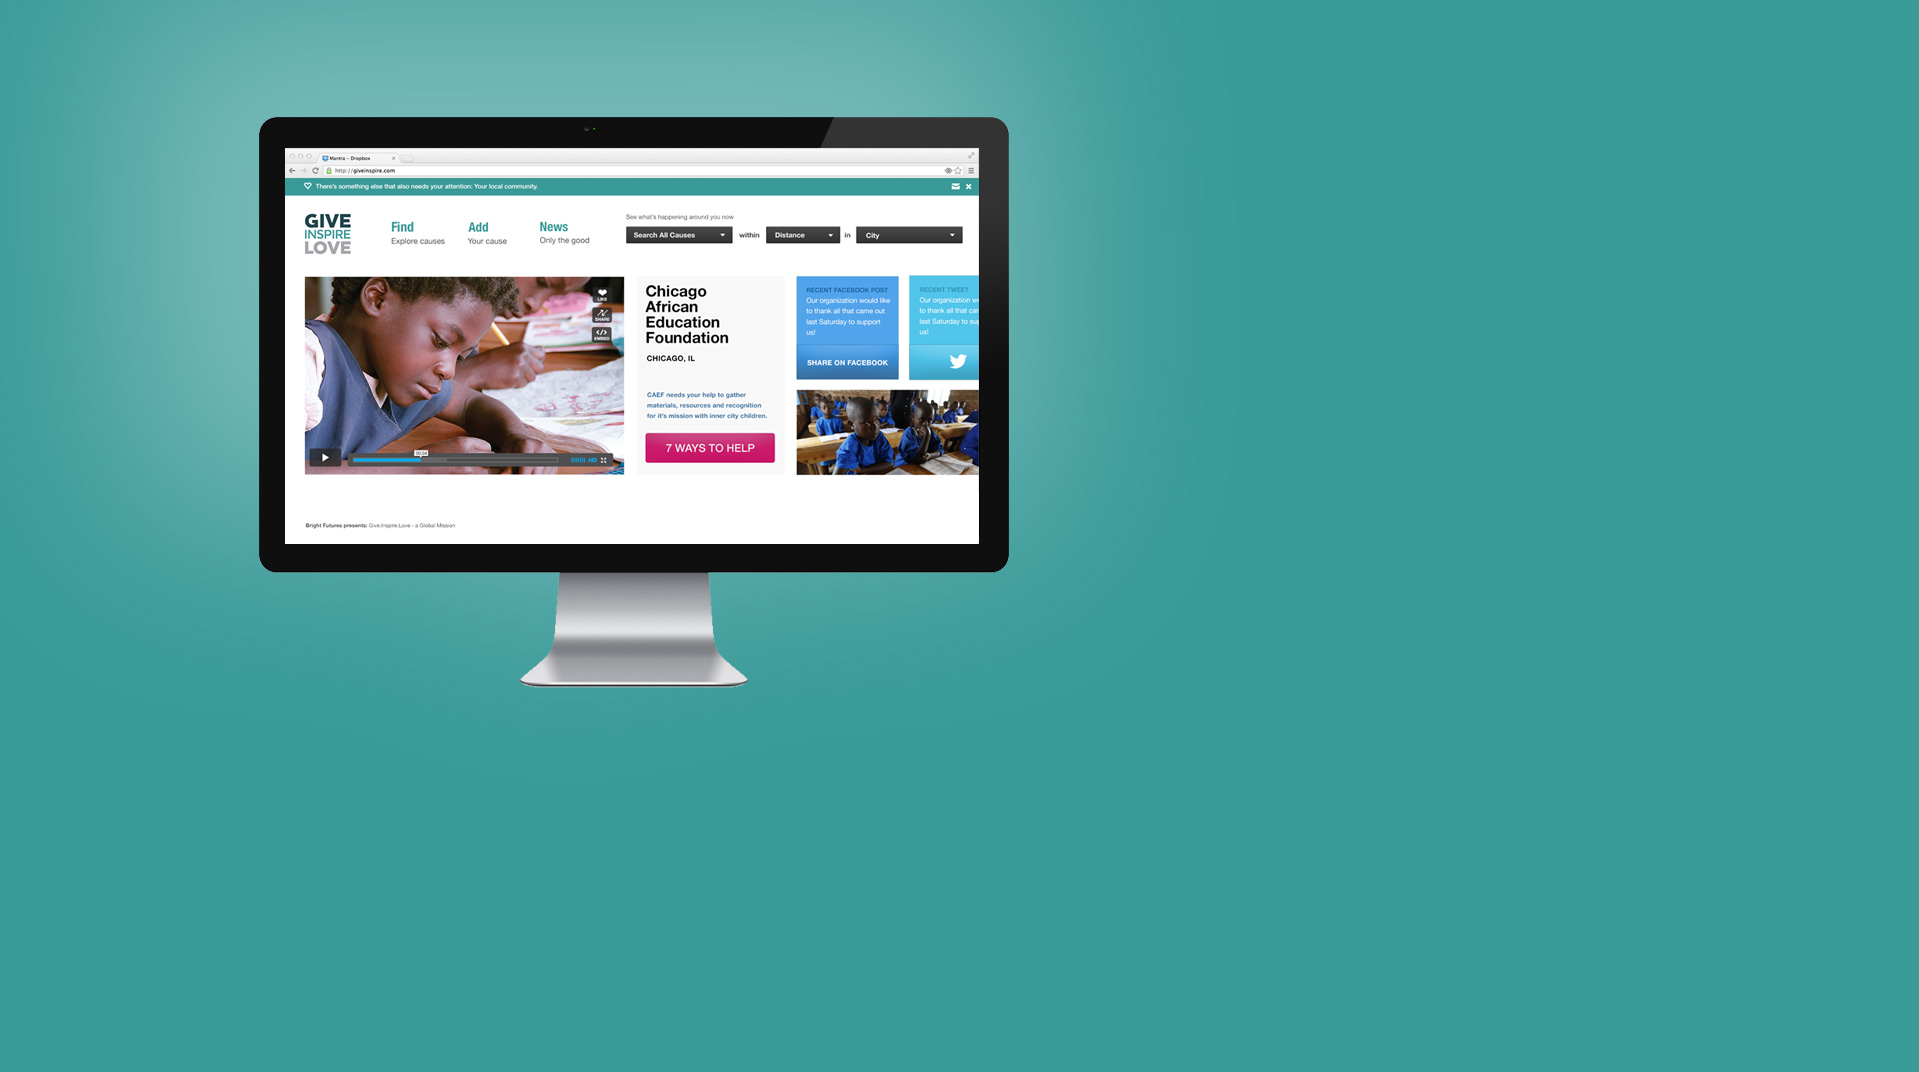 Mantra - Dropbox
http://giveinspire.com
There's something else that also needs your attention: Your local community.
GIVE
INSPIRE
LOVE
Find
Explore causes
Add
Your cause
News
Only the good
See what's happening around you now
Search All Causes within Distance in City
LIKE
SHARE
EMBED
HD
Chicago
African
Education
Foundation
CHICAGO, IL
CAEF needs your help to gather
materials, resources and recognition
for it's mission with inner city children.
7 WAYS TO HELP
RECENT FACEBOOK POST
Our organization would like
to thank all that came out
last Saturday to support
us!
SHARE ON FACEBOOK
RECENT TWEET
Our organization
to thank all that
last Saturday to
us!
Bright Futures presents: Give.Inspire.Love - a Global Mission